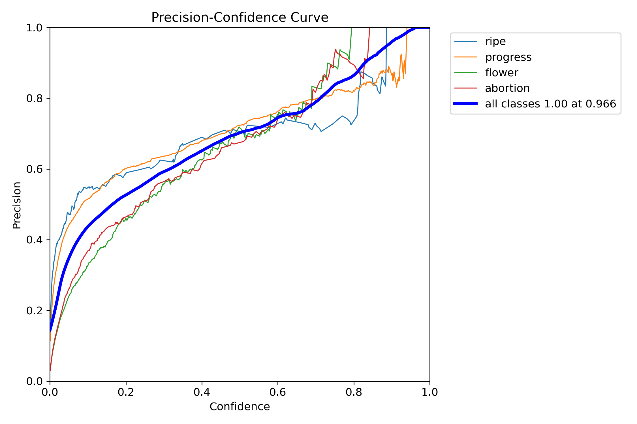 Precision-Confidence Curve
1.0
0.8
0.6
0.4
0.2
0.0
Precision
0.0 0.2 0.4 0.6 0.8 1.0
Confidence
ripe
progress
flower
abortion
all classes 1.00 at 0.966